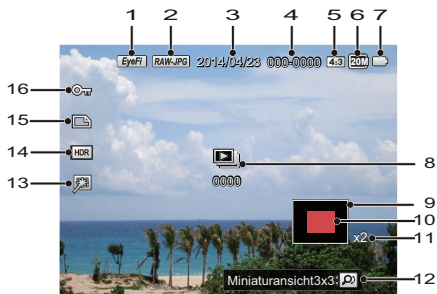 1 2 3 4 5 6 7
EyeFi RAW-JPG 2014/04/23 000-0000 4:3 20M
16
15
14 HDR
13
8
0000
9
10
x2 11
Miniaturansicht3x3: 12